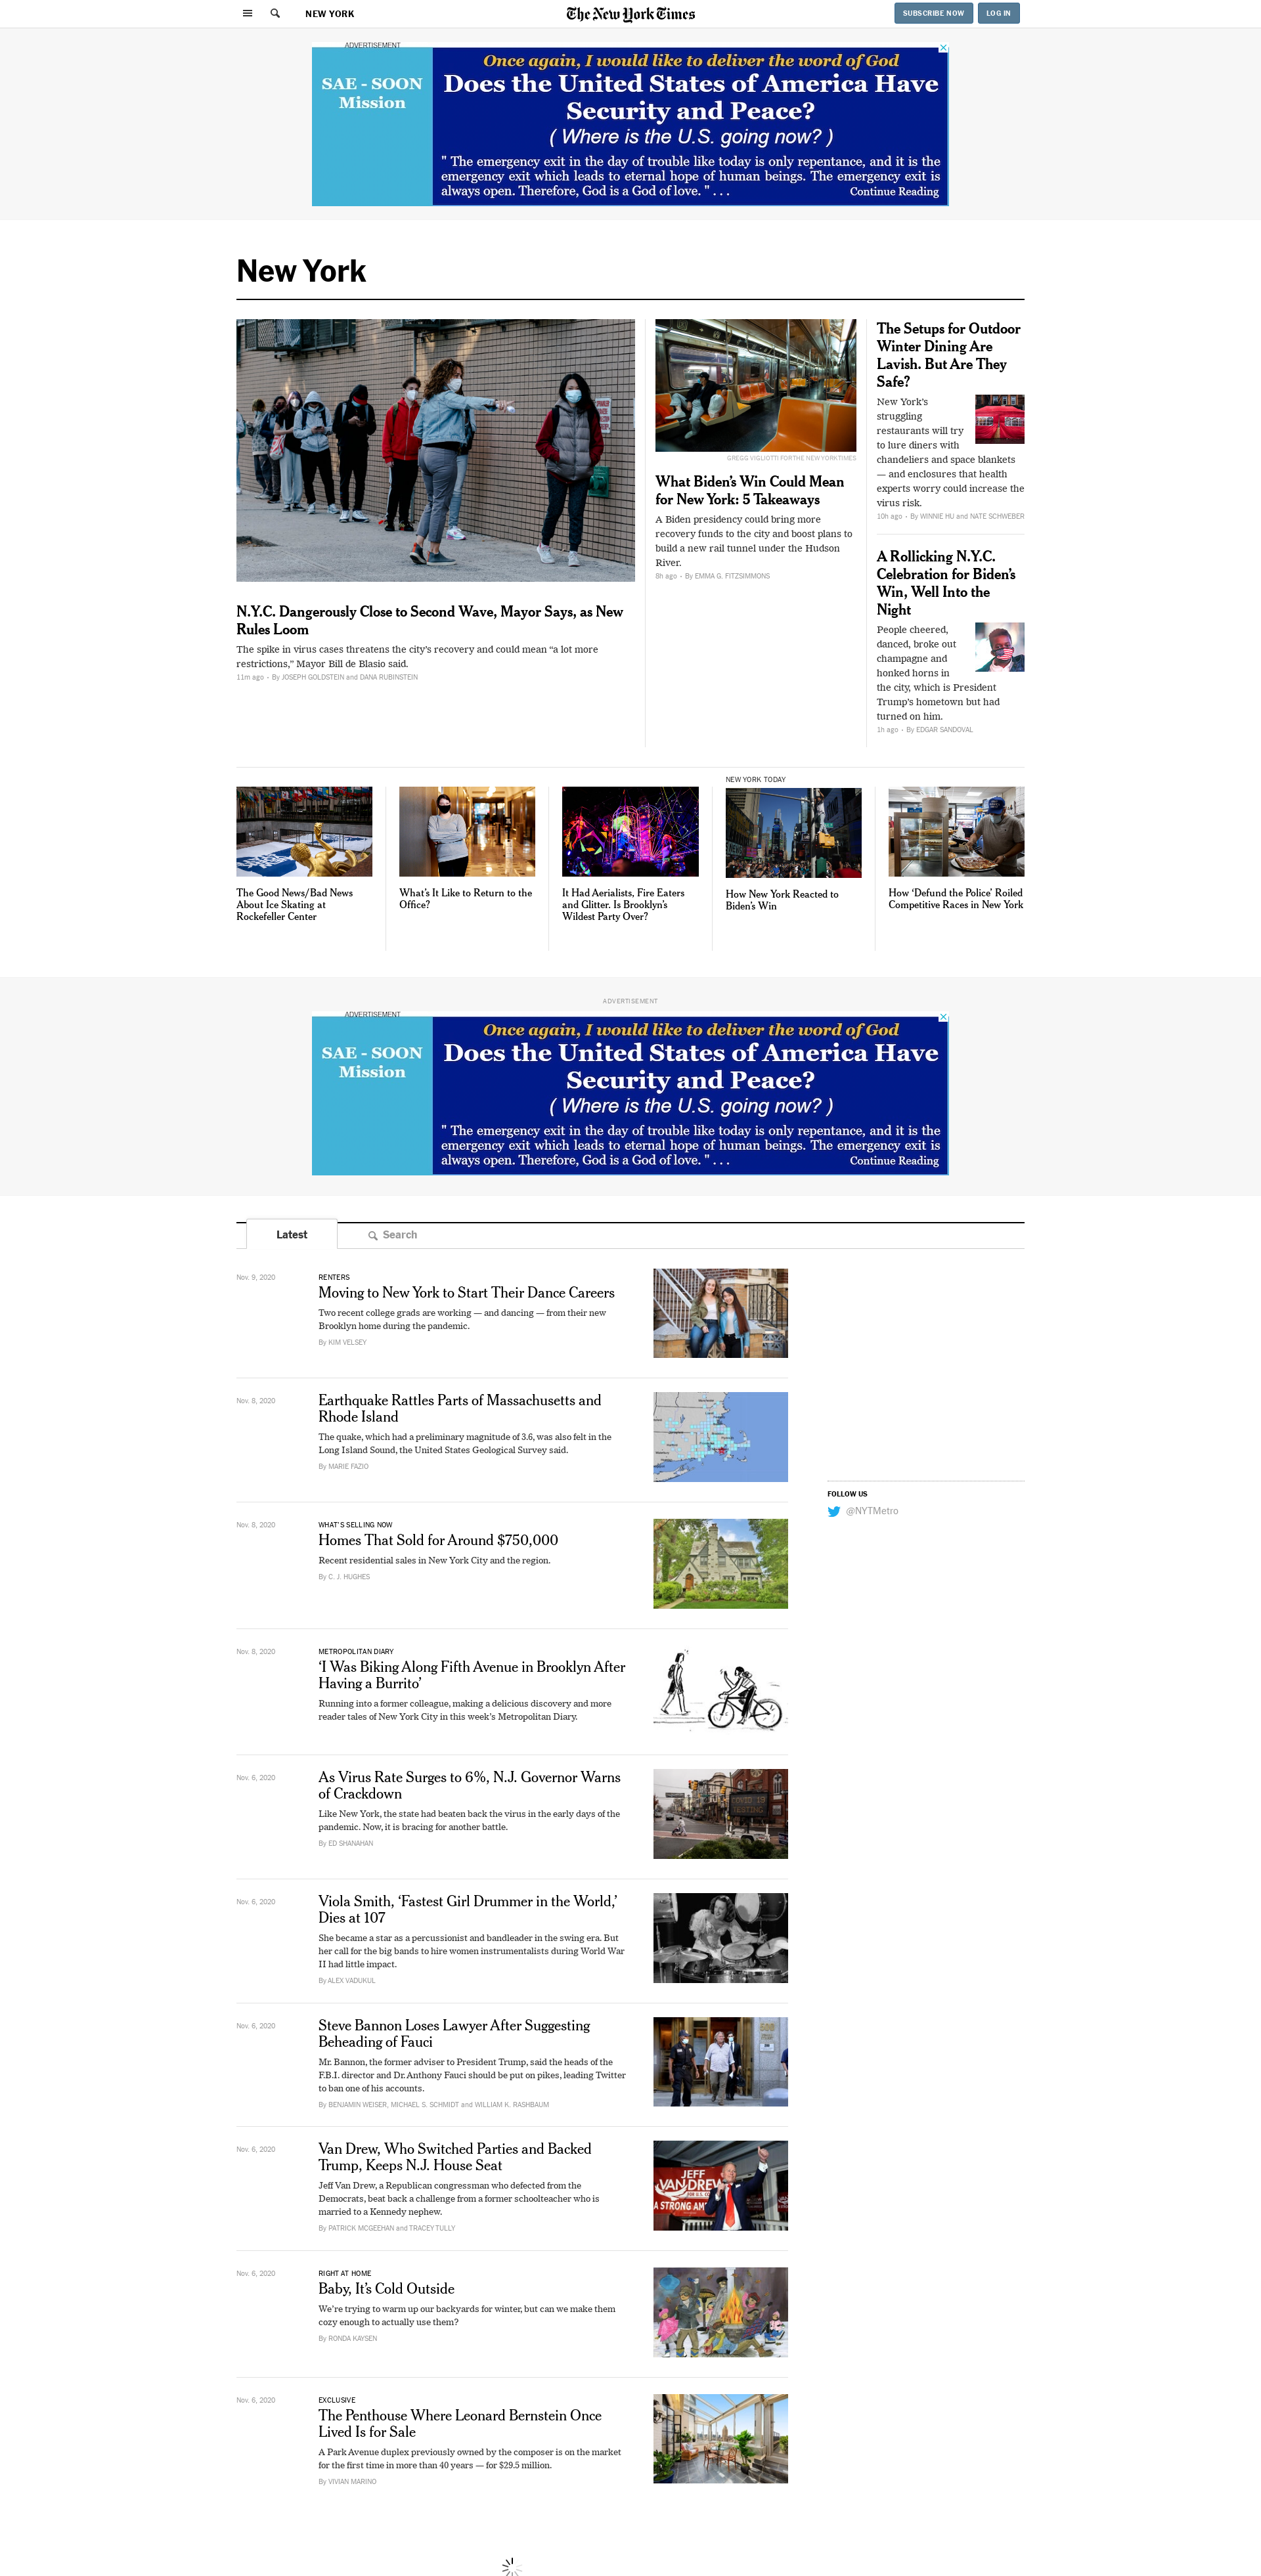 NEW YORK
The New York Times
SUBSCRIBE NOW
LOG IN
ADVERTISEMENT
SAE - SOON
Mission
Once again, I would like to deliver the word of God
Does the United States of America Have
Security and Peace?
( Where is the U.S. going now? )
" The emergency exit in the day of trouble like today is only repentance, and it is the
emergency exit which leads to eternal hope of human beings. The emergency exit is
always open. Therefore, God is a God of love. " . . .
Continue Reading
New York
N.Y.C. Dangerously Close to Second Wave, Mayor Says, as New
Rules Loom
The spike in virus cases threatens the city’s recovery and could mean “a lot more
restrictions,” Mayor Bill de Blasio said.
11m ago • By JOSEPH GOLDSTEIN and DANA RUBINSTEIN
GREGG VIGLIOTTI FOR THE NEW YORK TIMES
What Biden’s Win Could Mean
for New York: 5 Takeaways
A Biden presidency could bring more
recovery funds to the city and boost plans to
build a new rail tunnel under the Hudson
River.
8h ago • By EMMA G. FITZSIMMONS
The Setups for Outdoor
Winter Dining Are
Lavish. But Are They
Safe?
New York’s
struggling
restaurants will try
to lure diners with
chandeliers and space blankets
— and enclosures that health
experts worry could increase the
virus risk.
10h ago • By WINNIE HU and NATE SCHWEBER
A Rollicking N.Y.C.
Celebration for Biden’s
Win, Well Into the
Night
People cheered,
danced, broke out
champagne and
honked horns in
the city, which is President
Trump’s hometown but had
turned on him.
1h ago • By EDGAR SANDOVAL
The Good News/Bad News
About Ice Skating at
Rockefeller Center
What’s It Like to Return to the
Office?
It Had Aerialists, Fire Eaters
and Glitter. Is Brooklyn’s
Wildest Party Over?
NEW YORK TODAY
How New York Reacted to
Biden’s Win
How ‘Defund the Police’ Roiled
Competitive Races in New York
ADVERTISEMENT
ADVERTISEMENT
SAE - SOON
Mission
Once again, I would like to deliver the word of God
Does the United States of America Have
Security and Peace?
( Where is the U.S. going now? )
" The emergency exit in the day of trouble like today is only repentance, and it is the
emergency exit which leads to eternal hope of human beings. The emergency exit is
always open. Therefore, God is a God of love. " . . .
Continue Reading
Latest
Search
Nov. 9, 2020
RENTERS
Moving to New York to Start Their Dance Careers
Two recent college grads are working — and dancing — from their new
Brooklyn home during the pandemic.
By KIM VELSEY
Nov. 8, 2020
Earthquake Rattles Parts of Massachusetts and
Rhode Island
The quake, which had a preliminary magnitude of 3.6, was also felt in the
Long Island Sound, the United States Geological Survey said.
By MARIE FAZIO
FOLLOW US
@NYTMetro
Nov. 8, 2020
WHAT’S SELLING NOW
Homes That Sold for Around $750,000
Recent residential sales in New York City and the region.
By C. J. HUGHES
Nov. 8, 2020
METROPOLITAN DIARY
‘I Was Biking Along Fifth Avenue in Brooklyn After
Having a Burrito’
Running into a former colleague, making a delicious discovery and more
reader tales of New York City in this week’s Metropolitan Diary.
Nov. 6, 2020
As Virus Rate Surges to 6%, N.J. Governor Warns
of Crackdown
Like New York, the state had beaten back the virus in the early days of the
pandemic. Now, it is bracing for another battle.
By ED SHANAHAN
COVID 19
TESTING
Nov. 6, 2020
Viola Smith, ‘Fastest Girl Drummer in the World,’
Dies at 107
She became a star as a percussionist and bandleader in the swing era. But
her call for the big bands to hire women instrumentalists during World War
II had little impact.
By ALEX VADUKUL
Nov. 6, 2020
Steve Bannon Loses Lawyer After Suggesting
Beheading of Fauci
Mr. Bannon, the former adviser to President Trump, said the heads of the
F.B.I. director and Dr. Anthony Fauci should be put on pikes, leading Twitter
to ban one of his accounts.
By BENJAMIN WEISER, MICHAEL S. SCHMIDT and WILLIAM K. RASHBAUM
Nov. 6, 2020
Van Drew, Who Switched Parties and Backed
Trump, Keeps N.J. House Seat
Jeff Van Drew, a Republican congressman who defected from the
Democrats, beat back a challenge from a former schoolteacher who is
married to a Kennedy nephew.
By PATRICK MCGEEHAN and TRACEY TULLY
JEFF
VAN DREW
A STRONG
Nov. 6, 2020
RIGHT AT HOME
Baby, It’s Cold Outside
We’re trying to warm up our backyards for winter, but can we make them
cozy enough to actually use them?
By RONDA KAYSEN
Nov. 6, 2020
EXCLUSIVE
The Penthouse Where Leonard Bernstein Once
Lived Is for Sale
A Park Avenue duplex previously owned by the composer is on the market
for the first time in more than 40 years — for $29.5 million.
By VIVIAN MARINO